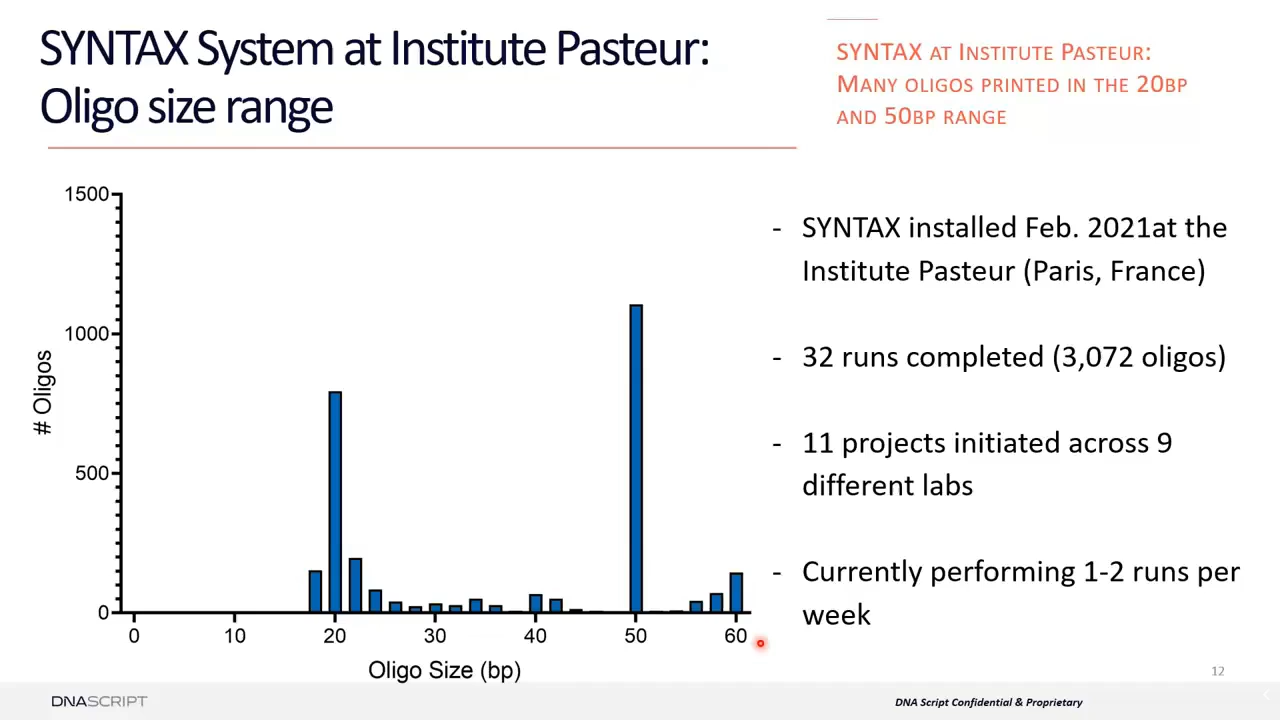 SYNTAX System at Institute Pasteur:
Oligo size range
SYNTAX AT INSTITUTE PASTEUR:
MANY OLIGOS PRINTED IN THE 20BP
AND 50BP RANGE
1500
1000
500
0
# Oligos
0 10 20 30 40 50 60
Oligo Size (bp)
- SYNTAX installed Feb. 2021at the
Institute Pasteur (Paris, France)
- 32 runs completed (3,072 oligos)
- 11 projects initiated across 9
different labs
- Currently performing 1-2 runs per
week
12
DNASCRIPT
DNA Script Confidential & Proprietary